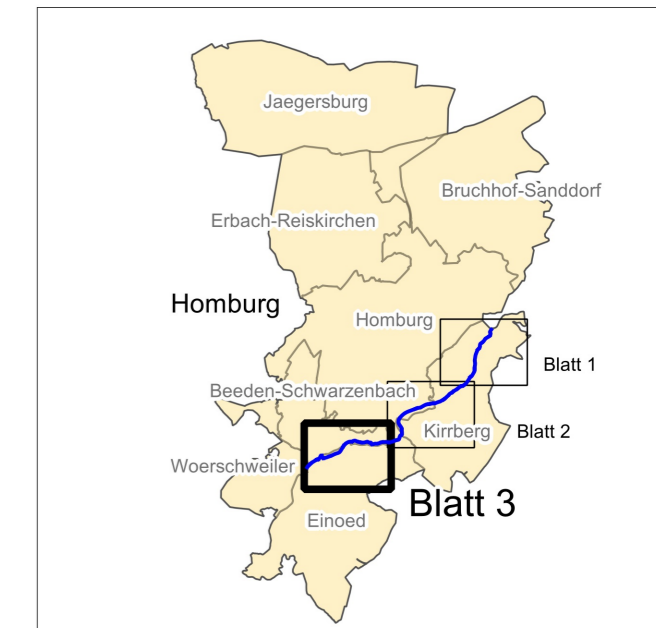 Jaegersburg
Bruchhof-Sanddorf
Erbach-Reiskirchen
Homburg
Homburg
Blatt 1
Beeden-Schwarzenbach
Kirrberg
Blatt 2
Woerschweiler
Blatt 3
Einoed